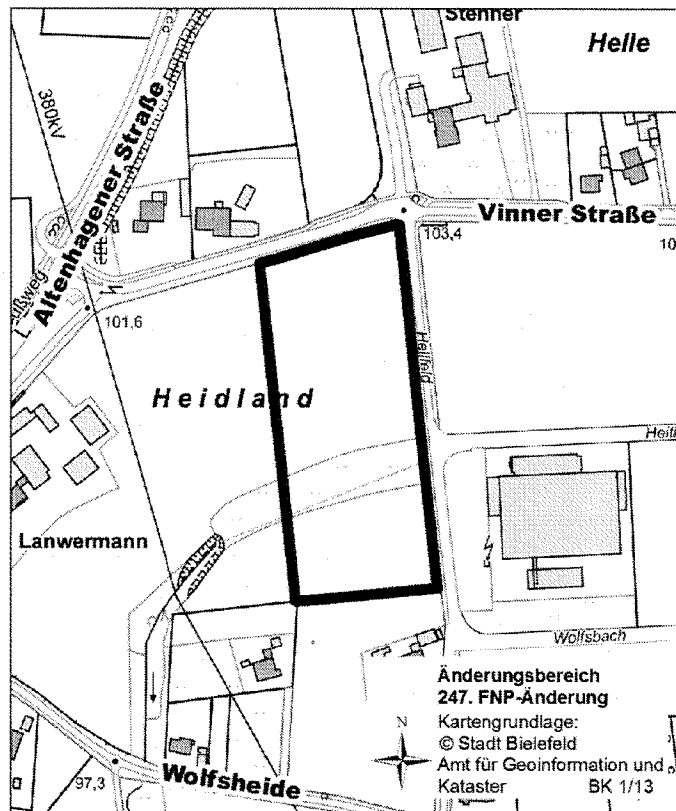 Stenner
Helle
380kV
Altenhagener Straße
Vinner Straße
103,4
10
101,6
Heilfeld
Heidland
Lanwermann
Wolfsbach
Änderungsbereich
247. FNP-Änderung
N
Kartengrundlage:
© Stadt Bielefeld
Amt für Geoinformation und
Kataster BK 1/13
97,3
Wolfsheide